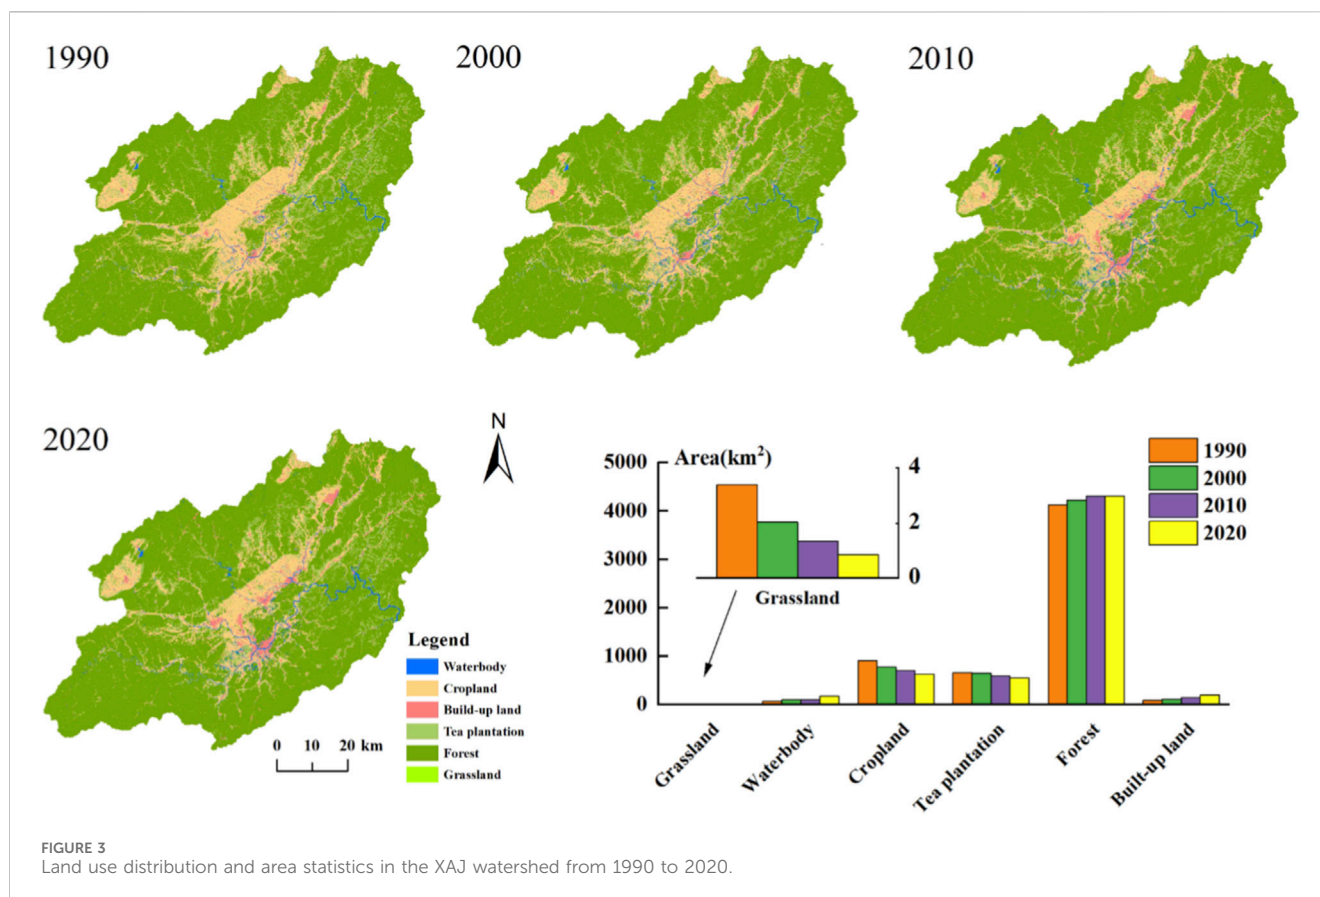 1990
2000
2010
2020
N
Legend
Waterbody
Cropland
Build-up land
Tea plantation
Forest
Grassland
0 10 20 km
Area(km²)
5000
4000
3000
2000
1000
0
4
2
0
Grassland
1990
2000
2010
2020
Grassland
Waterbody
Cropland
Tea plantation
Forest
Built-up land
FIGURE 3
Land use distribution and area statistics in the XAJ watershed from 1990 to 2020.